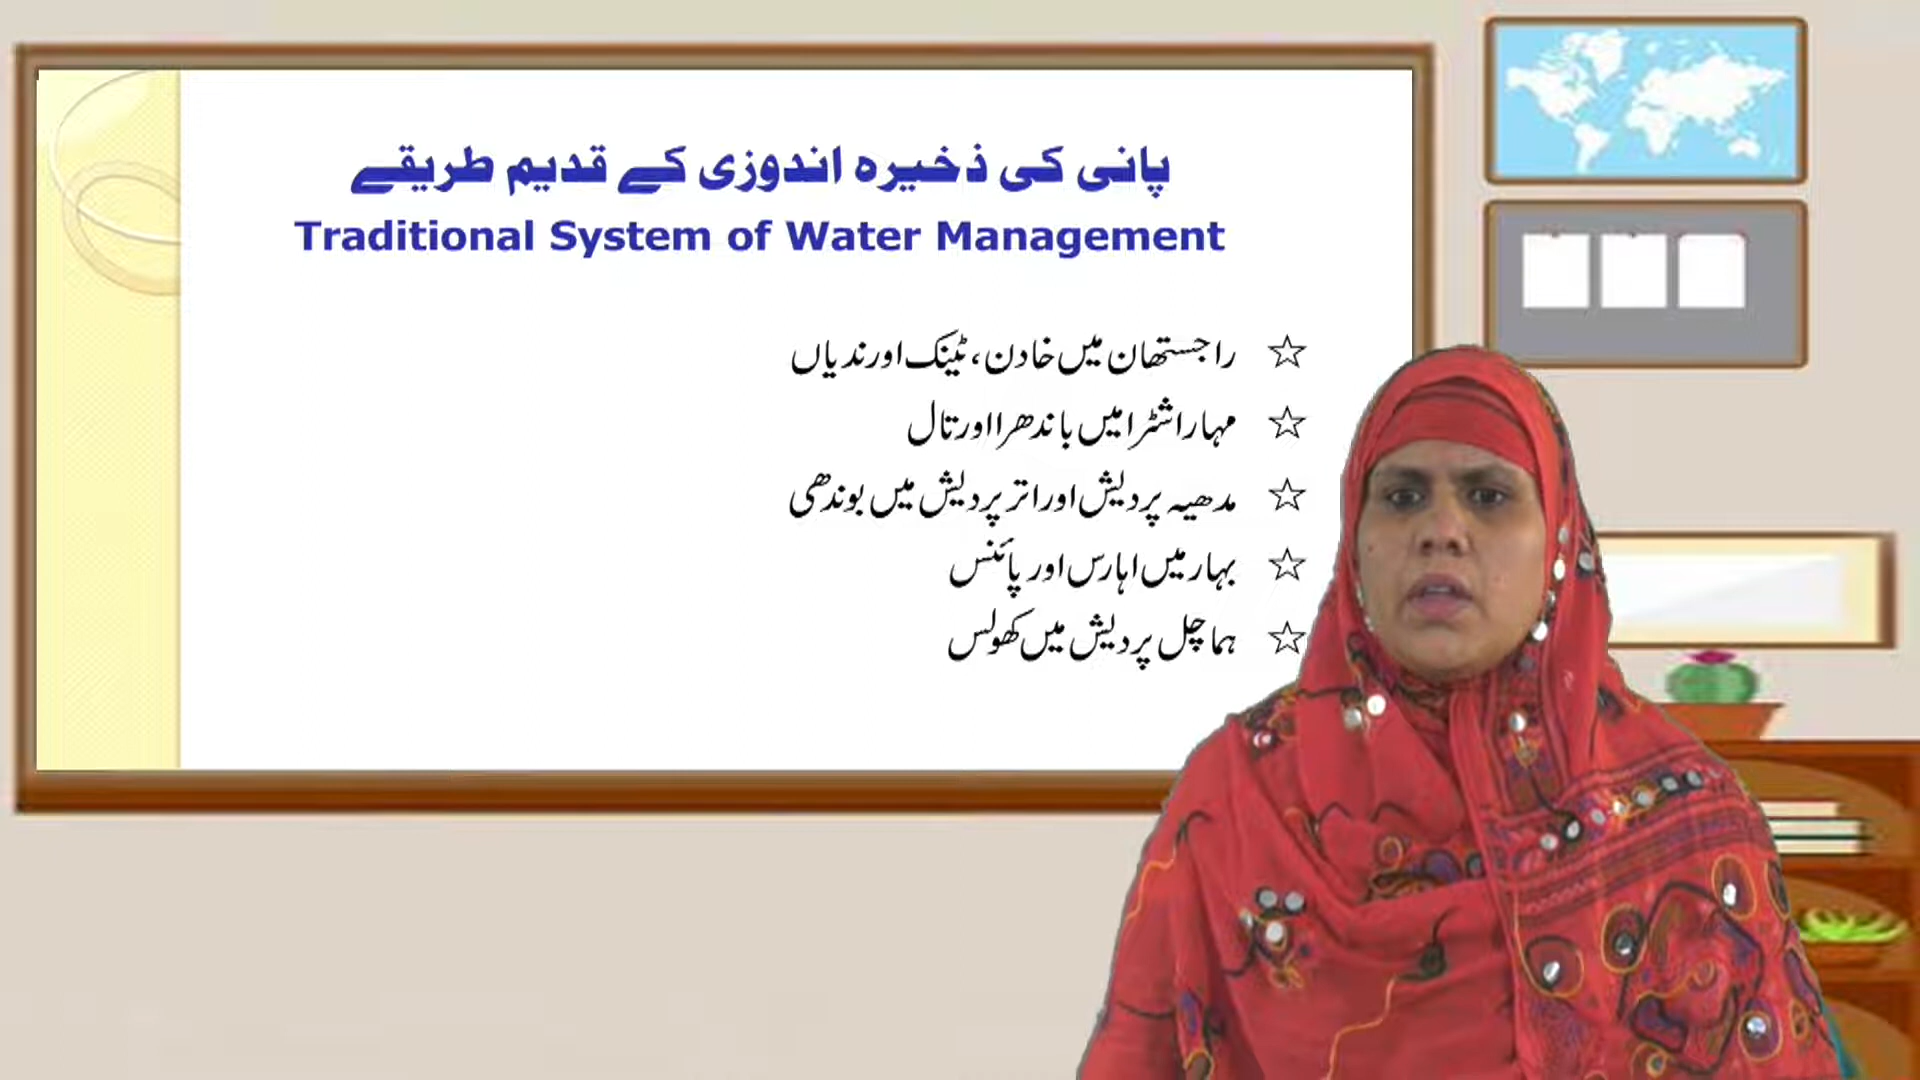 پانی کی ذخیرہ اندوزی کے قدیم طریقے
Traditional System of Water Management
☆ راجستھان میں خادن، ٹینک اور ندیاں
☆ مہاراشٹرا میں باندھرا اور تال
☆ مدھیہ پردیش اور اتر پردیش میں بوندھی
☆ بہار میں اہارس اور پائنس
☆ ہماچل پردیش میں کھولس